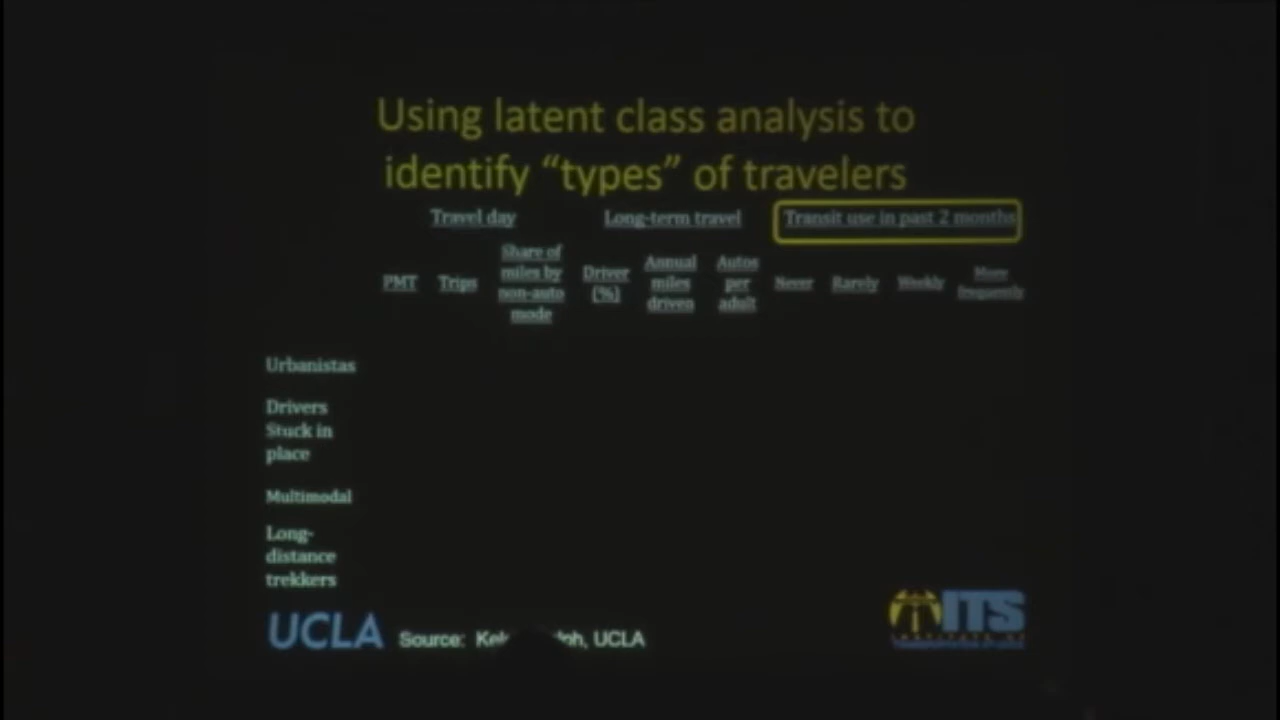 Using latent class analysis to
identify “types” of travelers
Travel day Long-term travel Transit use in past 2 months
PMT Trips Share of miles by non-auto mode Driver (%) Annual miles driven Autos per adult Never Rarely Weekly More frequently
Urbanistas
Drivers
Stuck in
place
Multimodal
Long-
distance
trekkers
UCLA Source: UCLA
ITS
INSTITUTE OF